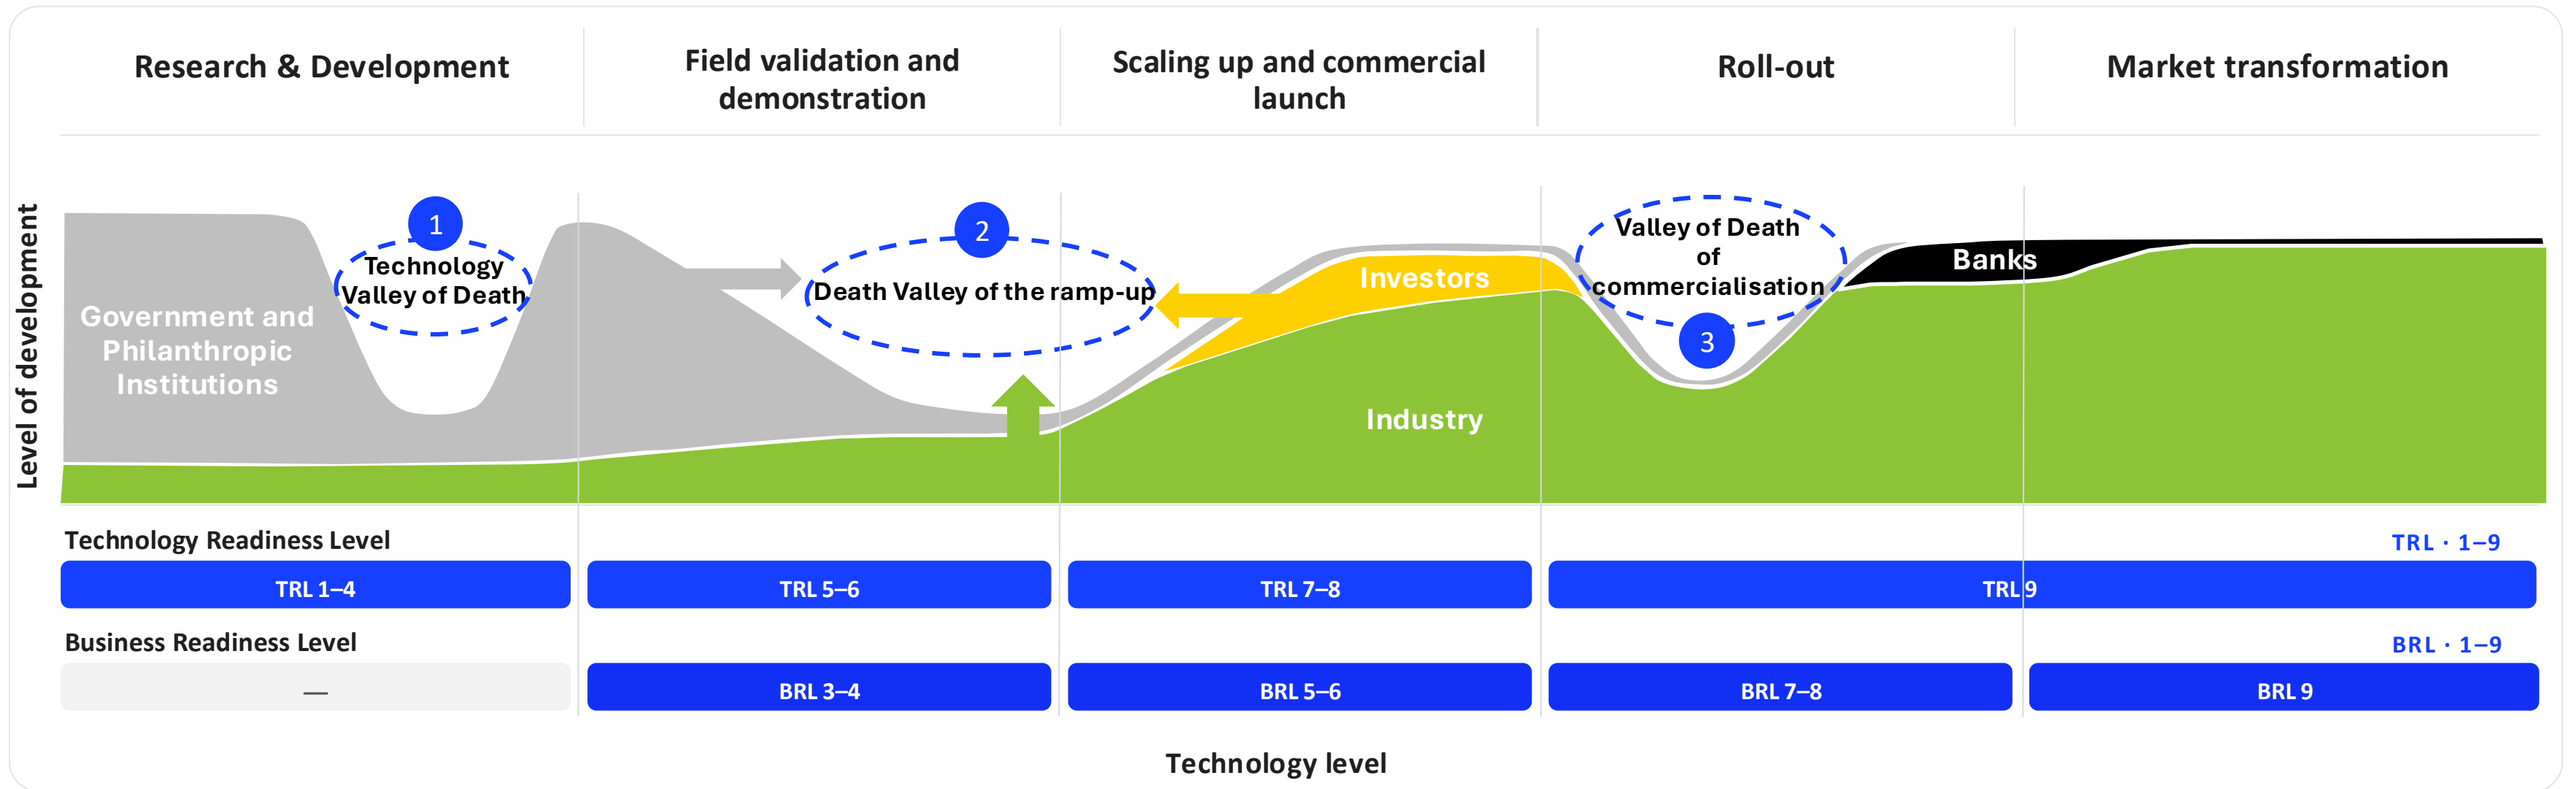 Research & Development
Field validation and
demonstration
Scaling up and commercial
launch
Roll-out
Market transformation
Level of development
Government and
Philanthropic
Institutions
1
Technology
Valley of Death
2
Death Valley of the ramp-up
Investors
Industry
Valley of Death
of
commercialisation
3
Banks
Technology Readiness Level
TRL · 1–9
TRL 1–4
TRL 5–6
TRL 7–8
TRL 9
Business Readiness Level
BRL · 1–9
—
BRL 3–4
BRL 5–6
BRL 7–8
BRL 9
Technology level